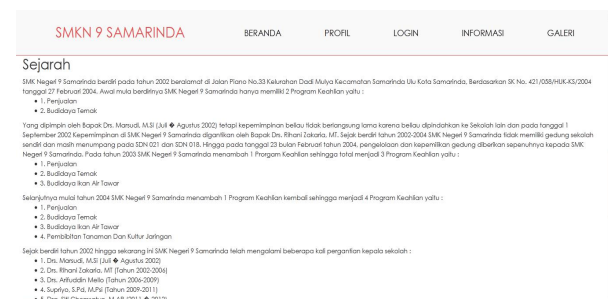 SMKN 9 SAMARINDA
BERANDA PROFIL LOGIN INFORMASI GALERI
Sejarah
SMK Negeri 9 Samarinda berdiri pada tahun 2002 beralamat di Jalan Piano No.33 Kelurahan Dadi Mulya Kecamatan Samarinda Ulu Kota Samarinda, Berdasarkan SK No. 421/058/HUK-KS/2004
tanggal 27 Februari 2004. Awal mula berdirinya SMK Negeri 9 Samarinda hanya memiliki 2 Program Keahlian yaitu :
• 1. Penjualan
• 2. Budidaya Ternak
Yang dipimpin oleh Bapak Drs. Marsudi, M.Si (Juli � Agustus 2002) tetapi kepemimpinan beliau tidak berlangsung lama karena beliau dipindahkan ke Sekolah lain dan pada tanggal 1
September 2002 Kepemimpinan di SMK Negeri 9 Samarinda digantikan oleh Bapak Drs. Rihani Zakaria, MT. Sejak berdiri tahun 2002-2004 SMK Negeri 9 Samarinda tidak memiliki gedung sekolah
sendiri dan masih menumpang pada SDN 021 dan SDN 018. Hingga pada tanggal 23 bulan Februari tahun 2004, pengelolaan dan kepemilikan gedung diberikan sepenuhnya kepada SMK
Negeri 9 Samarinda. Pada tahun 2003 SMK Negeri 9 Samarinda menambah 1 Progam Keahlian sehingga total menjadi 3 Program Keahlian yaitu :
• 1. Penjualan
• 2. Budidaya Ternak
• 3. Budidaya Ikan Air Tawar
Selanjutnya mulai tahun 2004 SMK Negeri 9 Samarinda menambah 1 Program Keahlian kembali sehingga menjadi 4 Program Keahlian yaitu :
• 1. Penjualan
• 2. Budidaya Ternak
• 3. Budidaya Ikan Air Tawar
• 4. Pembibitan Tanaman Dan Kultur Jaringan
Sejak berdiri tahun 2002 hingga sekarang ini SMK Negeri 9 Samarinda telah mengalami beberapa kali pergantian kepala sekolah :
• 1. Drs. Marsudi, M.Si (Juli � Agustus 2002)
• 2. Drs. Rihani Zakaria, MT (Tahun 2002-2006)
• 3. Drs. Arifuddin Mello (Tahun 2006-2009)
• 4. Supriyo, S.Pd, M.Psi (Tahun 2009-2011)